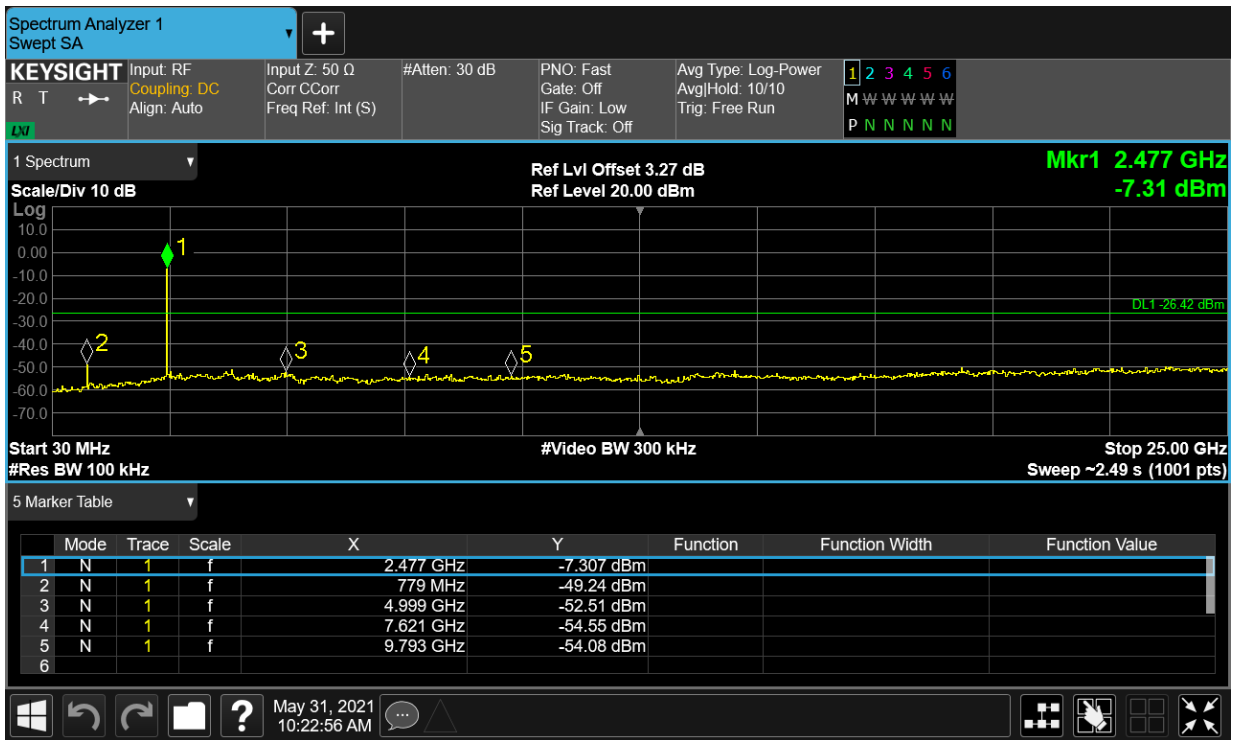 Spectrum Analyzer 1
Swept SA
KEYSIGHT
R T
LXI
Input: RF
Coupling: DC
Align: Auto
Input Z: 50 Ω
Corr CCorr
Freq Ref: Int (S)
#Atten: 30 dB
PNO: Fast
Gate: Off
IF Gain: Low
Sig Track: Off
Avg Type: Log-Power
Avg|Hold: 10/10
Trig: Free Run
1 2 3 4 5 6
M W W W W W
P N N N N N
1 Spectrum
Scale/Div 10 dB
Ref Lvl Offset 3.27 dB
Ref Level 20.00 dBm
Mkr1 2.477 GHz
-7.31 dBm
Log
10.0
0.00
-10.0
-20.0
-30.0
-40.0
-50.0
-60.0
-70.0
1
2
3
4
5
DL1 -26.42 dBm
Start 30 MHz
#Res BW 100 kHz
#Video BW 300 kHz
Stop 25.00 GHz
Sweep ~2.49 s (1001 pts)
5 Marker Table
Mode Trace Scale X Y Function Function Width Function Value
1 N 1 f 2.477 GHz -7.307 dBm
2 N 1 f 779 MHz -49.24 dBm
3 N 1 f 4.999 GHz -52.51 dBm
4 N 1 f 7.621 GHz -54.55 dBm
5 N 1 f 9.793 GHz -54.08 dBm
6
?
May 31, 2021
10:22:56 AM